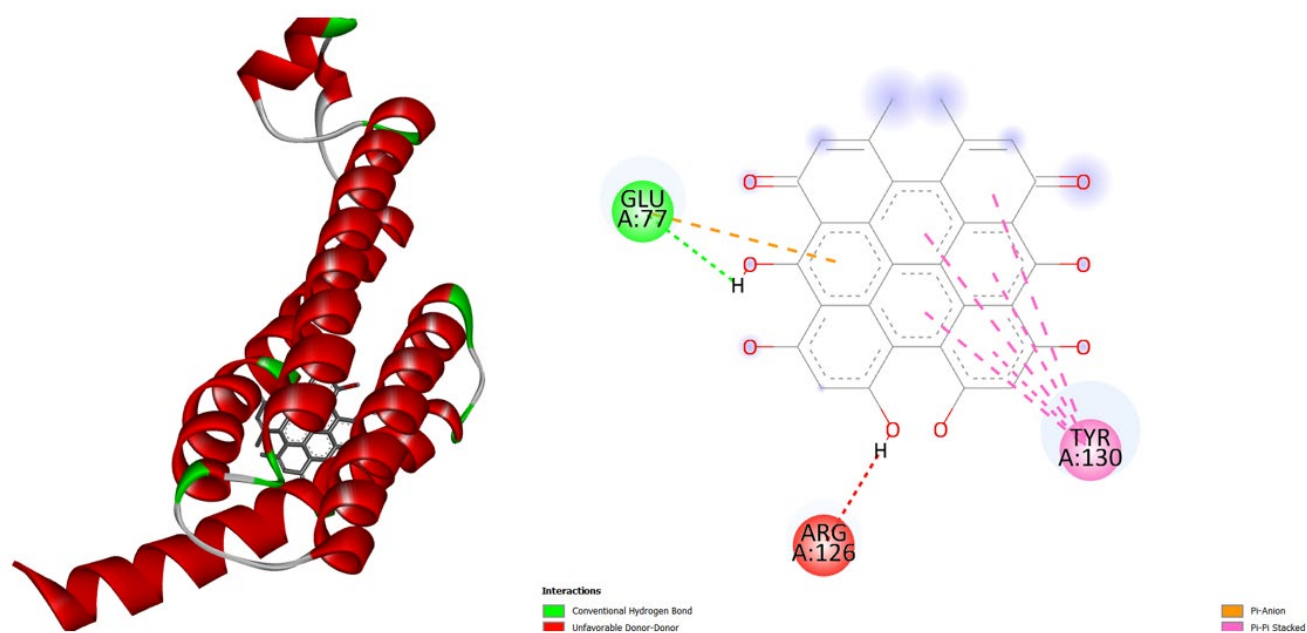 O
O
GLU
A:77
O
H
O
O
O
O
O
H
TYR
A:130
ARG
A:126
Interactions
Conventional Hydrogen Bond
Unfavorable Donor-Donor
Pi-Anion
Pi-Pi Stacked